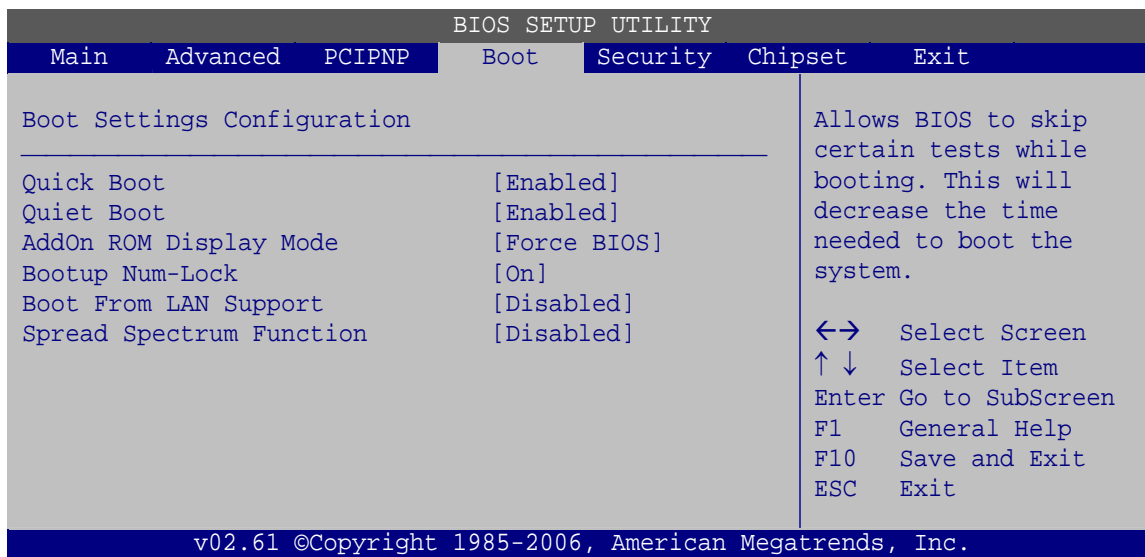 BIOS SETUP UTILITY
Main Advanced PCIPNP Boot Security Chipset Exit
Boot Settings Configuration
Quick Boot [Enabled]
Quiet Boot [Enabled]
AddOn ROM Display Mode [Force BIOS]
Bootup Num-Lock [On]
Boot From LAN Support [Disabled]
Spread Spectrum Function [Disabled]
Allows BIOS to skip
certain tests while
booting. This will
decrease the time
needed to boot the
system.
←→ Select Screen
↑ ↓ Select Item
Enter Go to SubScreen
F1 General Help
F10 Save and Exit
ESC Exit
v02.61 ©Copyright 1985-2006, American Megatrends, Inc.